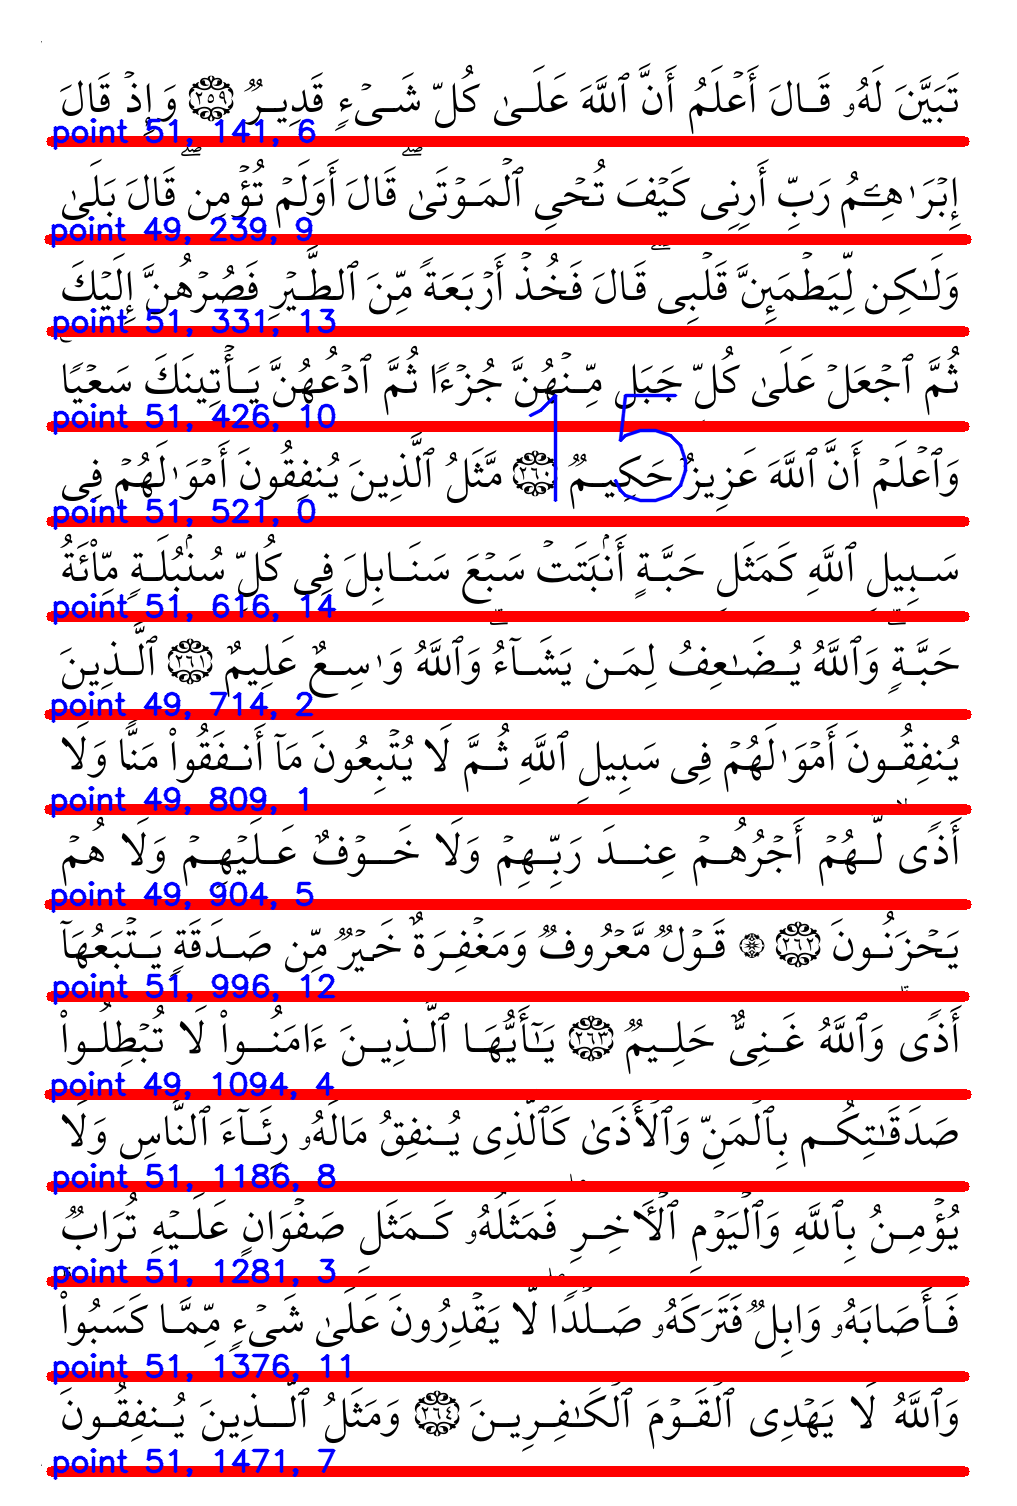 تَبَيَّنَ لَهُۥ قَالَ أَعۡلَمُ أَنَّ ٱللَّهَ عَلَىٰ كُلِّ شَىۡءٍ قَدِيرٌ ٢٥٩ وَإِذۡ قَالَ
point 51, 141, 6
إِبۡرَٰهِـۧمُ رَبِّ أَرِنِى كَيۡفَ تُحۡىِ ٱلۡمَوۡتَىٰۖ قَالَ أَوَلَمۡ تُؤۡمِنۖ قَالَ بَلَىٰ
point 49, 239, 9
وَلَٰكِن لِّيَطۡمَئِنَّ قَلۡبِىۖ قَالَ فَخُذۡ أَرۡبَعَةً مِّنَ ٱلطَّيۡرِ فَصُرۡهُنَّ إِلَيۡكَ
point 51, 331, 13
ثُمَّ ٱجۡعَلۡ عَلَىٰ كُلِّ جَبَلٍ مِّنۡهُنَّ جُزۡءًا ثُمَّ ٱدۡعُهُنَّ يَأۡتِينَكَ سَعۡيًا
15
point 51, 426, 10
وَٱعۡلَمۡ أَنَّ ٱللَّهَ عَزِيزٌ حَكِيمٌ ٢٦٠ مَّثَلُ ٱلَّذِينَ يُنفِقُونَ أَمۡوَٰلَهُمۡ فِى
point 51, 521, 0
سَبِيلِ ٱللَّهِ كَمَثَلِ حَبَّةٍ أَنۢبَتَتۡ سَبۡعَ سَنَابِلَ فِى كُلِّ سُنۢبُلَةٍ مِّا۟ئَةُ
point 51, 616, 14
حَبَّةٍۗ وَٱللَّهُ يُضَٰعِفُ لِمَن يَشَآءُۗ وَٱللَّهُ وَٰسِعٌ عَلِيمٌ ٢٦١ ٱلَّذِينَ
point 49, 714, 2
يُنفِقُونَ أَمۡوَٰلَهُمۡ فِى سَبِيلِ ٱللَّهِ ثُمَّ لَا يُتۡبِعُونَ مَآ أَنفَقُوا۟ مَنًّا وَلَآ
point 49, 809, 1
أَذًىۙ لَّهُمۡ أَجۡرُهُمۡ عِندَ رَبِّهِمۡ وَلَا خَوۡفٌ عَلَيۡهِمۡ وَلَا هُمۡ
point 49, 904, 5
يَحۡزَنُونَ ٢٦٢ ۞ قَوۡلٌ مَّعۡرُوفٌ وَمَغۡفِرَةٌ خَيۡرٌ مِّن صَدَقَةٍ يَتۡبَعُهَآ
point 51, 996, 12
أَذًىۗ وَٱللَّهُ غَنِىٌّ حَلِيمٌ ٢٦٣ يَٰٓأَيُّهَا ٱلَّذِينَ ءَامَنُوا۟ لَا تُبۡطِلُوا۟
point 49, 1094, 4
صَدَقَٰتِكُم بِٱلۡمَنِّ وَٱلۡأَذَىٰ كَٱلَّذِى يُنفِقُ مَالَهُۥ رِئَآءَ ٱلنَّاسِ وَلَا
point 51, 1186, 8
يُؤۡمِنُ بِٱللَّهِ وَٱلۡيَوۡمِ ٱلۡأَخِرِۖ فَمَثَلُهُۥ كَمَثَلِ صَفۡوَانٍ عَلَيۡهِ تُرَابٌ
point 51, 1281, 3
فَأَصَابَهُۥ وَابِلٌ فَتَرَكَهُۥ صَلۡدًاۖ لَّا يَقۡدِرُونَ عَلَىٰ شَىۡءٍ مِّمَّا كَسَبُوا۟ۗ
point 51, 1376, 11
وَٱللَّهُ لَا يَهۡدِى ٱلۡقَوۡمَ ٱلۡكَٰفِرِينَ ٢٦٤ وَمَثَلُ ٱلَّذِينَ يُنفِقُونَ
point 51, 1471, 7